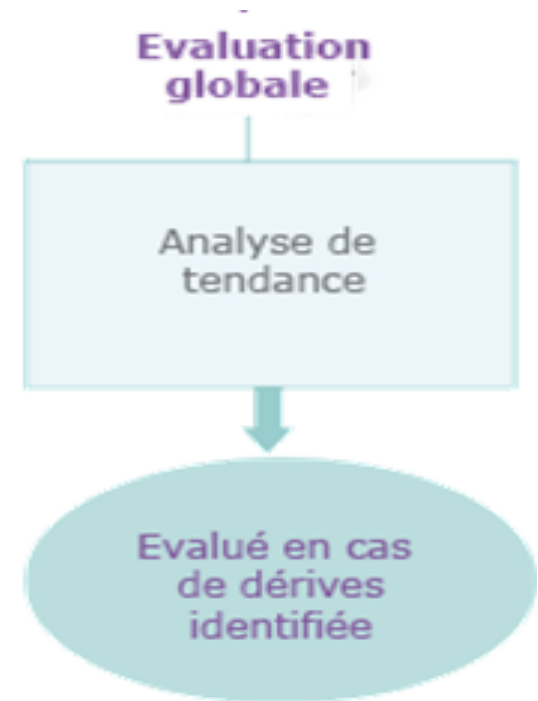 Evaluation
globale
Analyse de
tendance
Evalué en cas
de dérives
identifiée